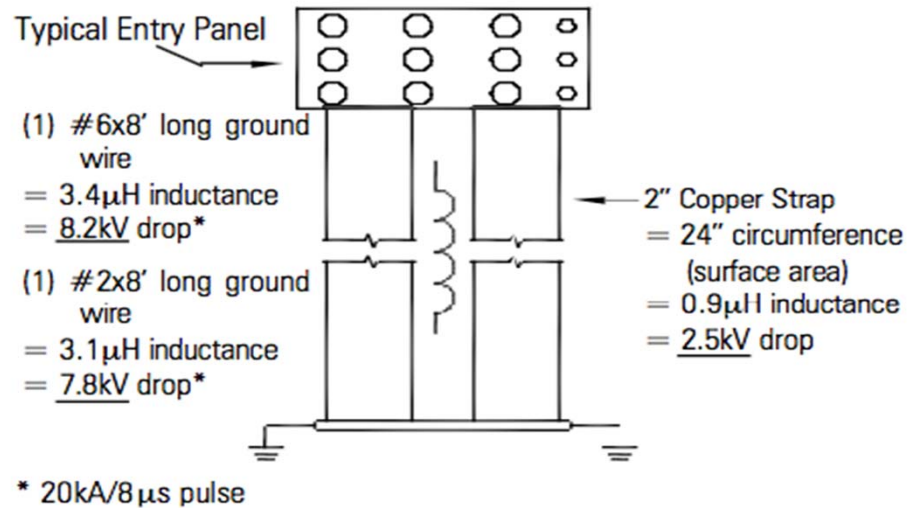 Typical Entry Panel
(1) #6x8' long ground
wire
= 3.4μH inductance
= 8.2kV drop*
(1) #2x8' long ground
wire
= 3.1μH inductance
= 7.8kV drop*
2" Copper Strap
= 24" circumference
(surface area)
= 0.9μH inductance
= 2.5kV drop
* 20kA/8μs pulse